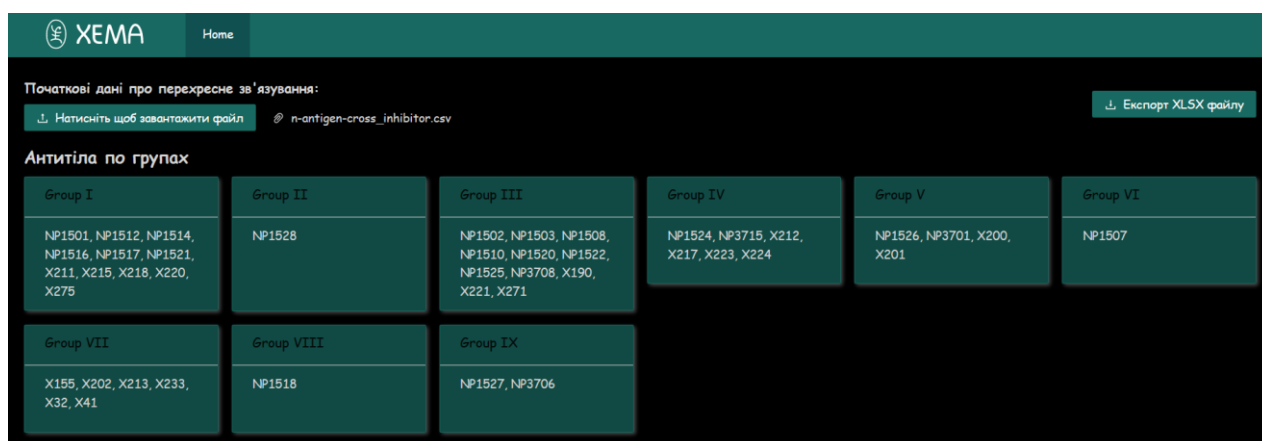 XEMA
Home
Початкові дані про перехресне зв'язування:
Натисніть щоб завантажити файл
n-antigen-cross_inhibitor.csv
Експорт XLSX файлу
Антитіла по групах
Group I
NP1501, NP1512, NP1514,
NP1516, NP1517, NP1521,
X211, X215, X218, X220,
X275
Group II
NP1528
Group III
NP1502, NP1503, NP1508,
NP1510, NP1520, NP1522,
NP1525, NP3708, X190,
X221, X271
Group IV
NP1524, NP3715, X212,
X217, X223, X224
Group V
NP1526, NP3701, X200,
X201
Group VI
NP1507
Group VII
X155, X202, X213, X233,
X32, X41
Group VIII
NP1518
Group IX
NP1527, NP3706